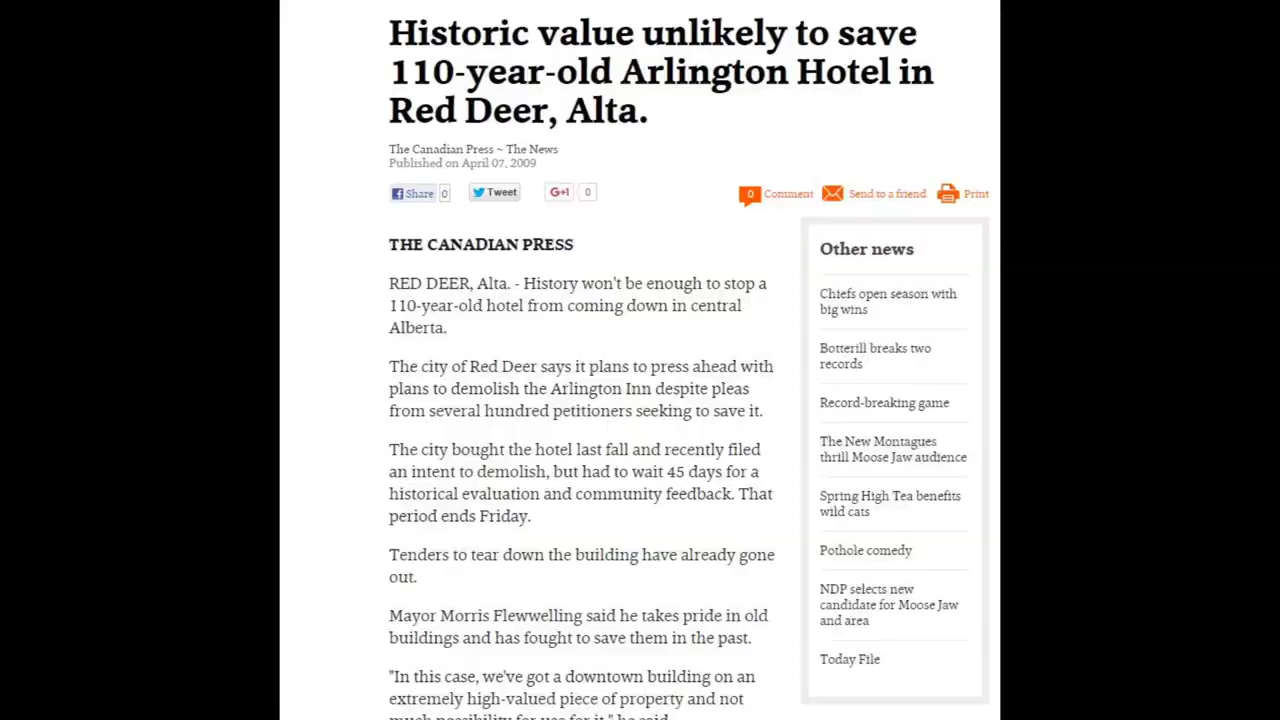 Historic value unlikely to save
110-year-old Arlington Hotel in
Red Deer, Alta.
The Canadian Press ~ The News
Published on April 07, 2009
Share 0
Tweet
G+1 0
0 Comment
Send to a friend
Print
THE CANADIAN PRESS
RED DEER, Alta. - History won't be enough to stop a
110-year-old hotel from coming down in central
Alberta.
The city of Red Deer says it plans to press ahead with
plans to demolish the Arlington Inn despite pleas
from several hundred petitioners seeking to save it.
The city bought the hotel last fall and recently filed
an intent to demolish, but had to wait 45 days for a
historical evaluation and community feedback. That
period ends Friday.
Tenders to tear down the building have already gone
out.
Mayor Morris Flewwelling said he takes pride in old
buildings and has fought to save them in the past.
"In this case, we've got a downtown building on an
extremely high-valued piece of property and not
much possibility for use for it," he said.
Other news
Chiefs open season with
big wins
Botterill breaks two
records
Record-breaking game
The New Montagues
thrill Moose Jaw audience
Spring High Tea benefits
wild cats
Pothole comedy
NDP selects new
candidate for Moose Jaw
and area
Today File